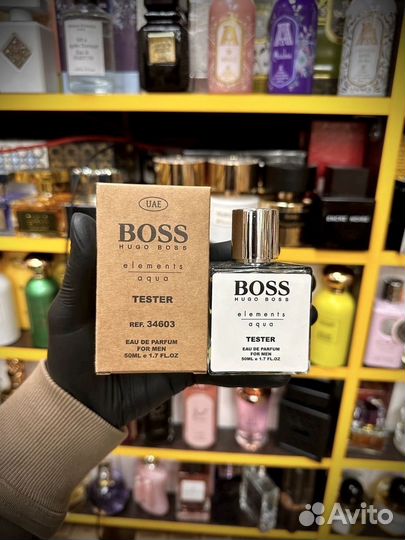 UAE
BOSS
HUGO BOSS
elements
aqua
TESTER
REF. 34603
EAU DE PARFUM
FOR MEN
50ML e 1.7 FL.OZ
BOSS
HUGO BOSS
elements
aqua
TESTER
EAU DE PARFUM
FOR MEN
50ML e 1.7 FL.OZ
Avito